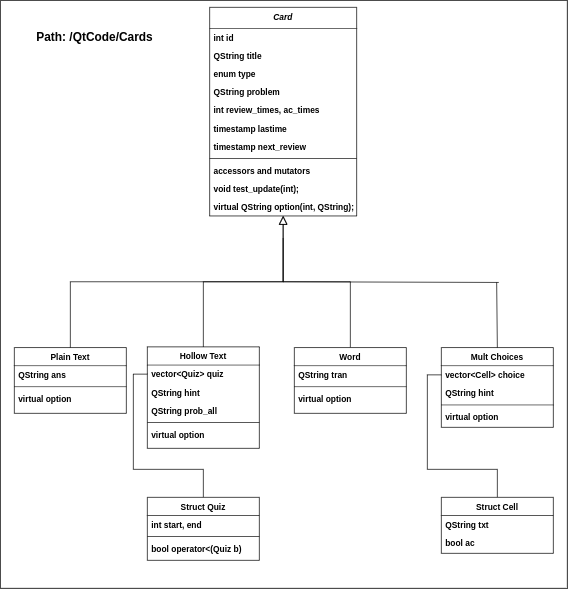 Path: /QtCode/Cards
Card
int id
QString title
enum type
QString problem
int review_times, ac_times
timestamp lastime
timestamp next_review
accessors and mutators
void test_update(int);
virtual QString option(int, QString);
Plain Text
QString ans
virtual option
Hollow Text
vector<Quiz> quiz
QString hint
QString prob_all
virtual option
Word
QString tran
virtual option
Mult Choices
vector<Cell> choice
QString hint
virtual option
Struct Quiz
int start, end
bool operator<(Quiz b)
Struct Cell
QString txt
bool ac